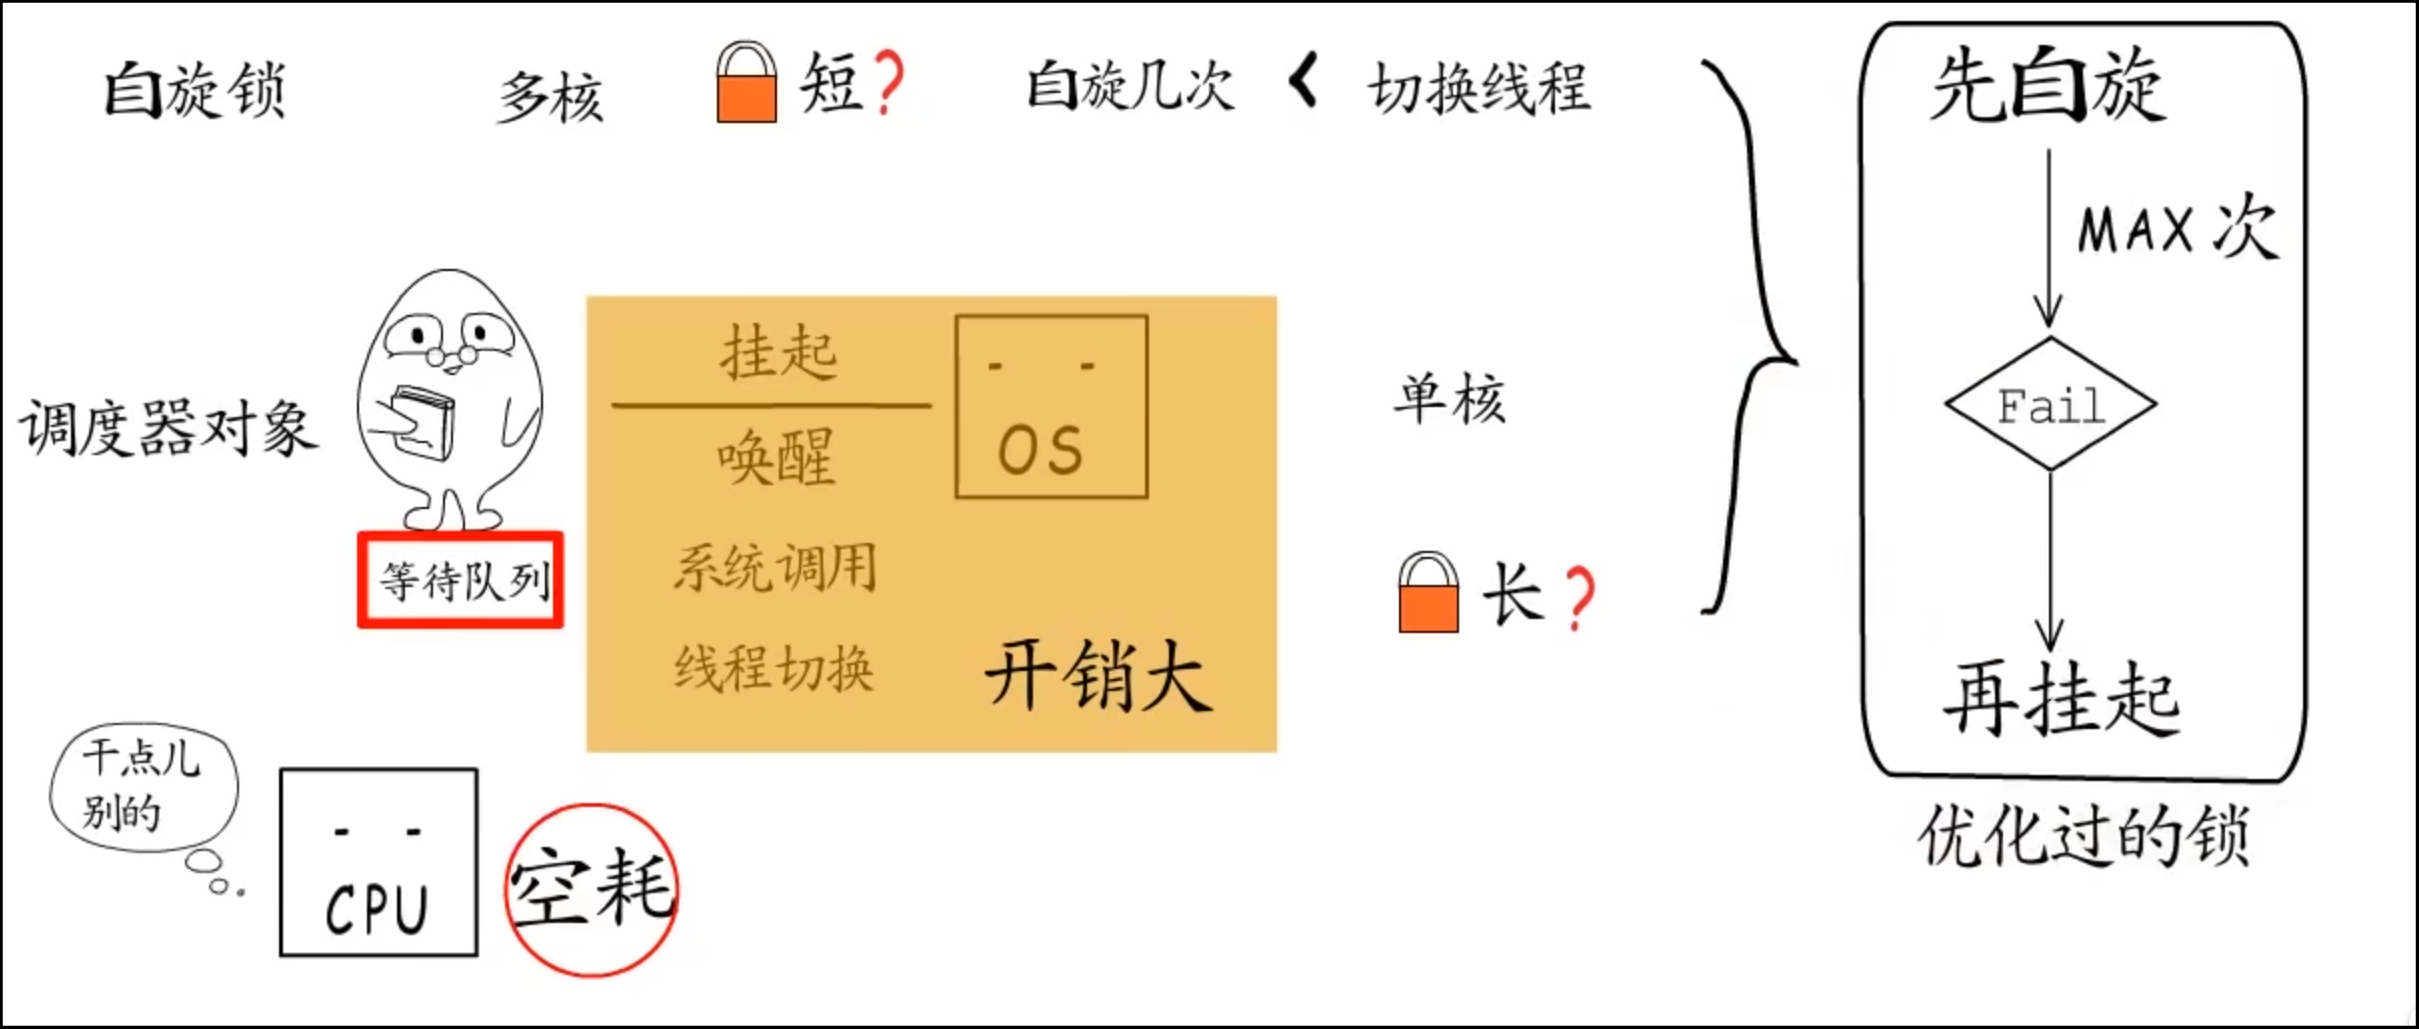 自旋锁
多核
短?
自旋几次 < 切换线程
先自旋
MAX次
Fail
再挂起
优化过的锁
调度器对象
等待队列
挂起
唤醒
OS
系统调用
线程切换
开销大
单核
长?
干点儿
别的
CPU
空耗